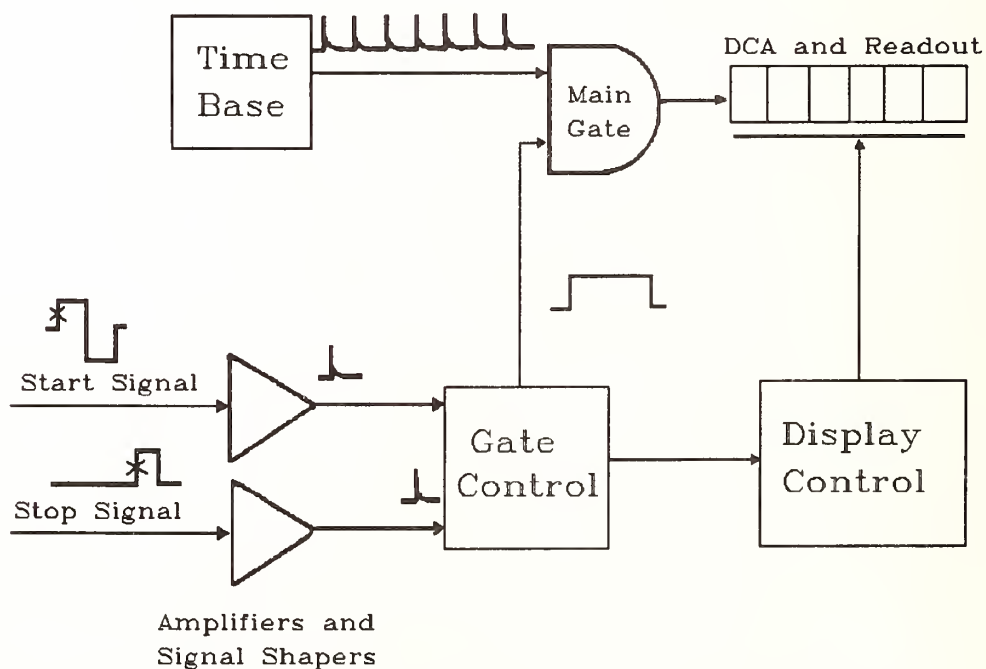 Time
Base
Main
Gate
DCA and Readout
Start Signal
Stop Signal
Gate
Control
Display
Control
Amplifiers and
Signal Shapers